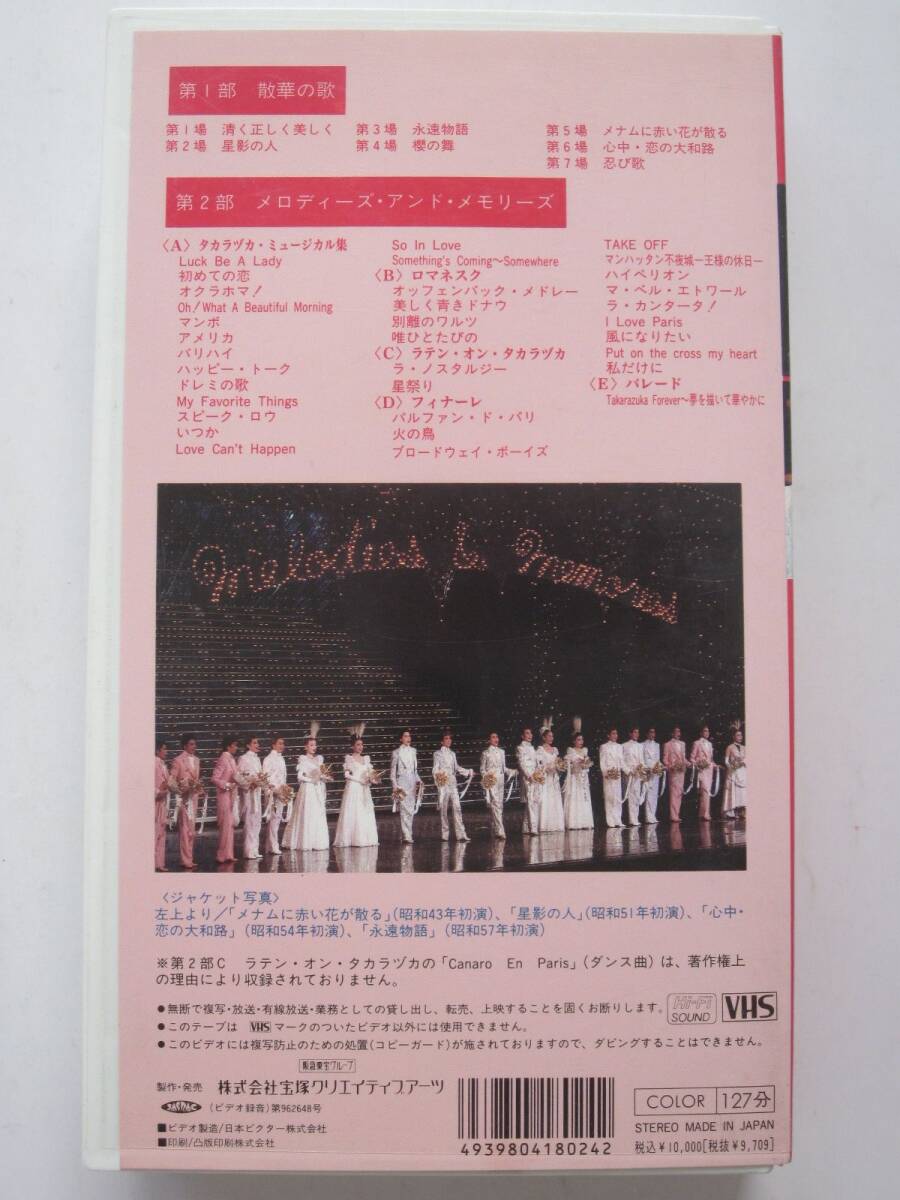 第1部 散華の歌
第1場 清く正しく美しく
第2場 星影の人
第3場 永遠物語
第4場 櫻の舞
第5場 メナムに赤い花が散る
第6場 心中・恋の大和路
第7場 忍び歌
第2部 メロディーズ・アンド・メモリーズ
〈A〉タカラヅカ・ミュージカル集
Luck Be A Lady
初めての恋
オクラホマ!
Oh! What A Beautiful Morning
マンボ
アメリカ
バリハイ
ハッピー・トーク
ドレミの歌
My Favorite Things
スピーク・ロウ
いつか
Love Can't Happen
So In Love
Something's Coming〜Somewhere
〈B〉ロマネスク
オッフェンバック・メドレー
美しく青きドナウ
別離のワルツ
唯ひとたびの
〈C〉ラテン・オン・タカラヅカ
ラ・ノスタルジー
星祭り
〈D〉フィナーレ
パルファン・ド・パリ
火の鳥
ブロードウェイ・ボーイズ
TAKE OFF
マンハッタン不夜城―王様の休日―
ハイペリオン
マ・ベル・エトワール
ラ・カンタータ!
I Love Paris
風になりたい
Put on the cross my heart
私だけに
〈E〉パレード
Takarazuka Forever〜夢を描いて華やかに
melodies & memories
〈ジャケット写真〉
左上より/「メナムに赤い花が散る」(昭和43年初演)、「星影の人」(昭和51年初演)、「心中・
恋の大和路」(昭和54年初演)、「永遠物語」(昭和57年初演)
※第2部C ラテン・オン・タカラヅカの「Canaro En Paris」(ダンス曲)は、著作権上
の理由により収録されておりません。
●無断で複写・放送・有線放送・業務としての貸し出し、転売、上映することを固くお断りします。
●このテープは VHS マークのついたビデオ以外には使用できません。
●このビデオには複写防止のための処置(コピーガード)が施されておりますので、ダビングすることはできません。
Hi-Fi SOUND
VHS
阪急東宝グループ
製作・発売 株式会社宝塚クリエイティブアーツ
JASRAC (ビデオ録音)第962648号
■ビデオ製造/日本ビクター株式会社
■印刷/凸版印刷株式会社
4939804180242
COLOR 127分
STEREO MADE IN JAPAN
税込¥10,000[税抜¥9,709]